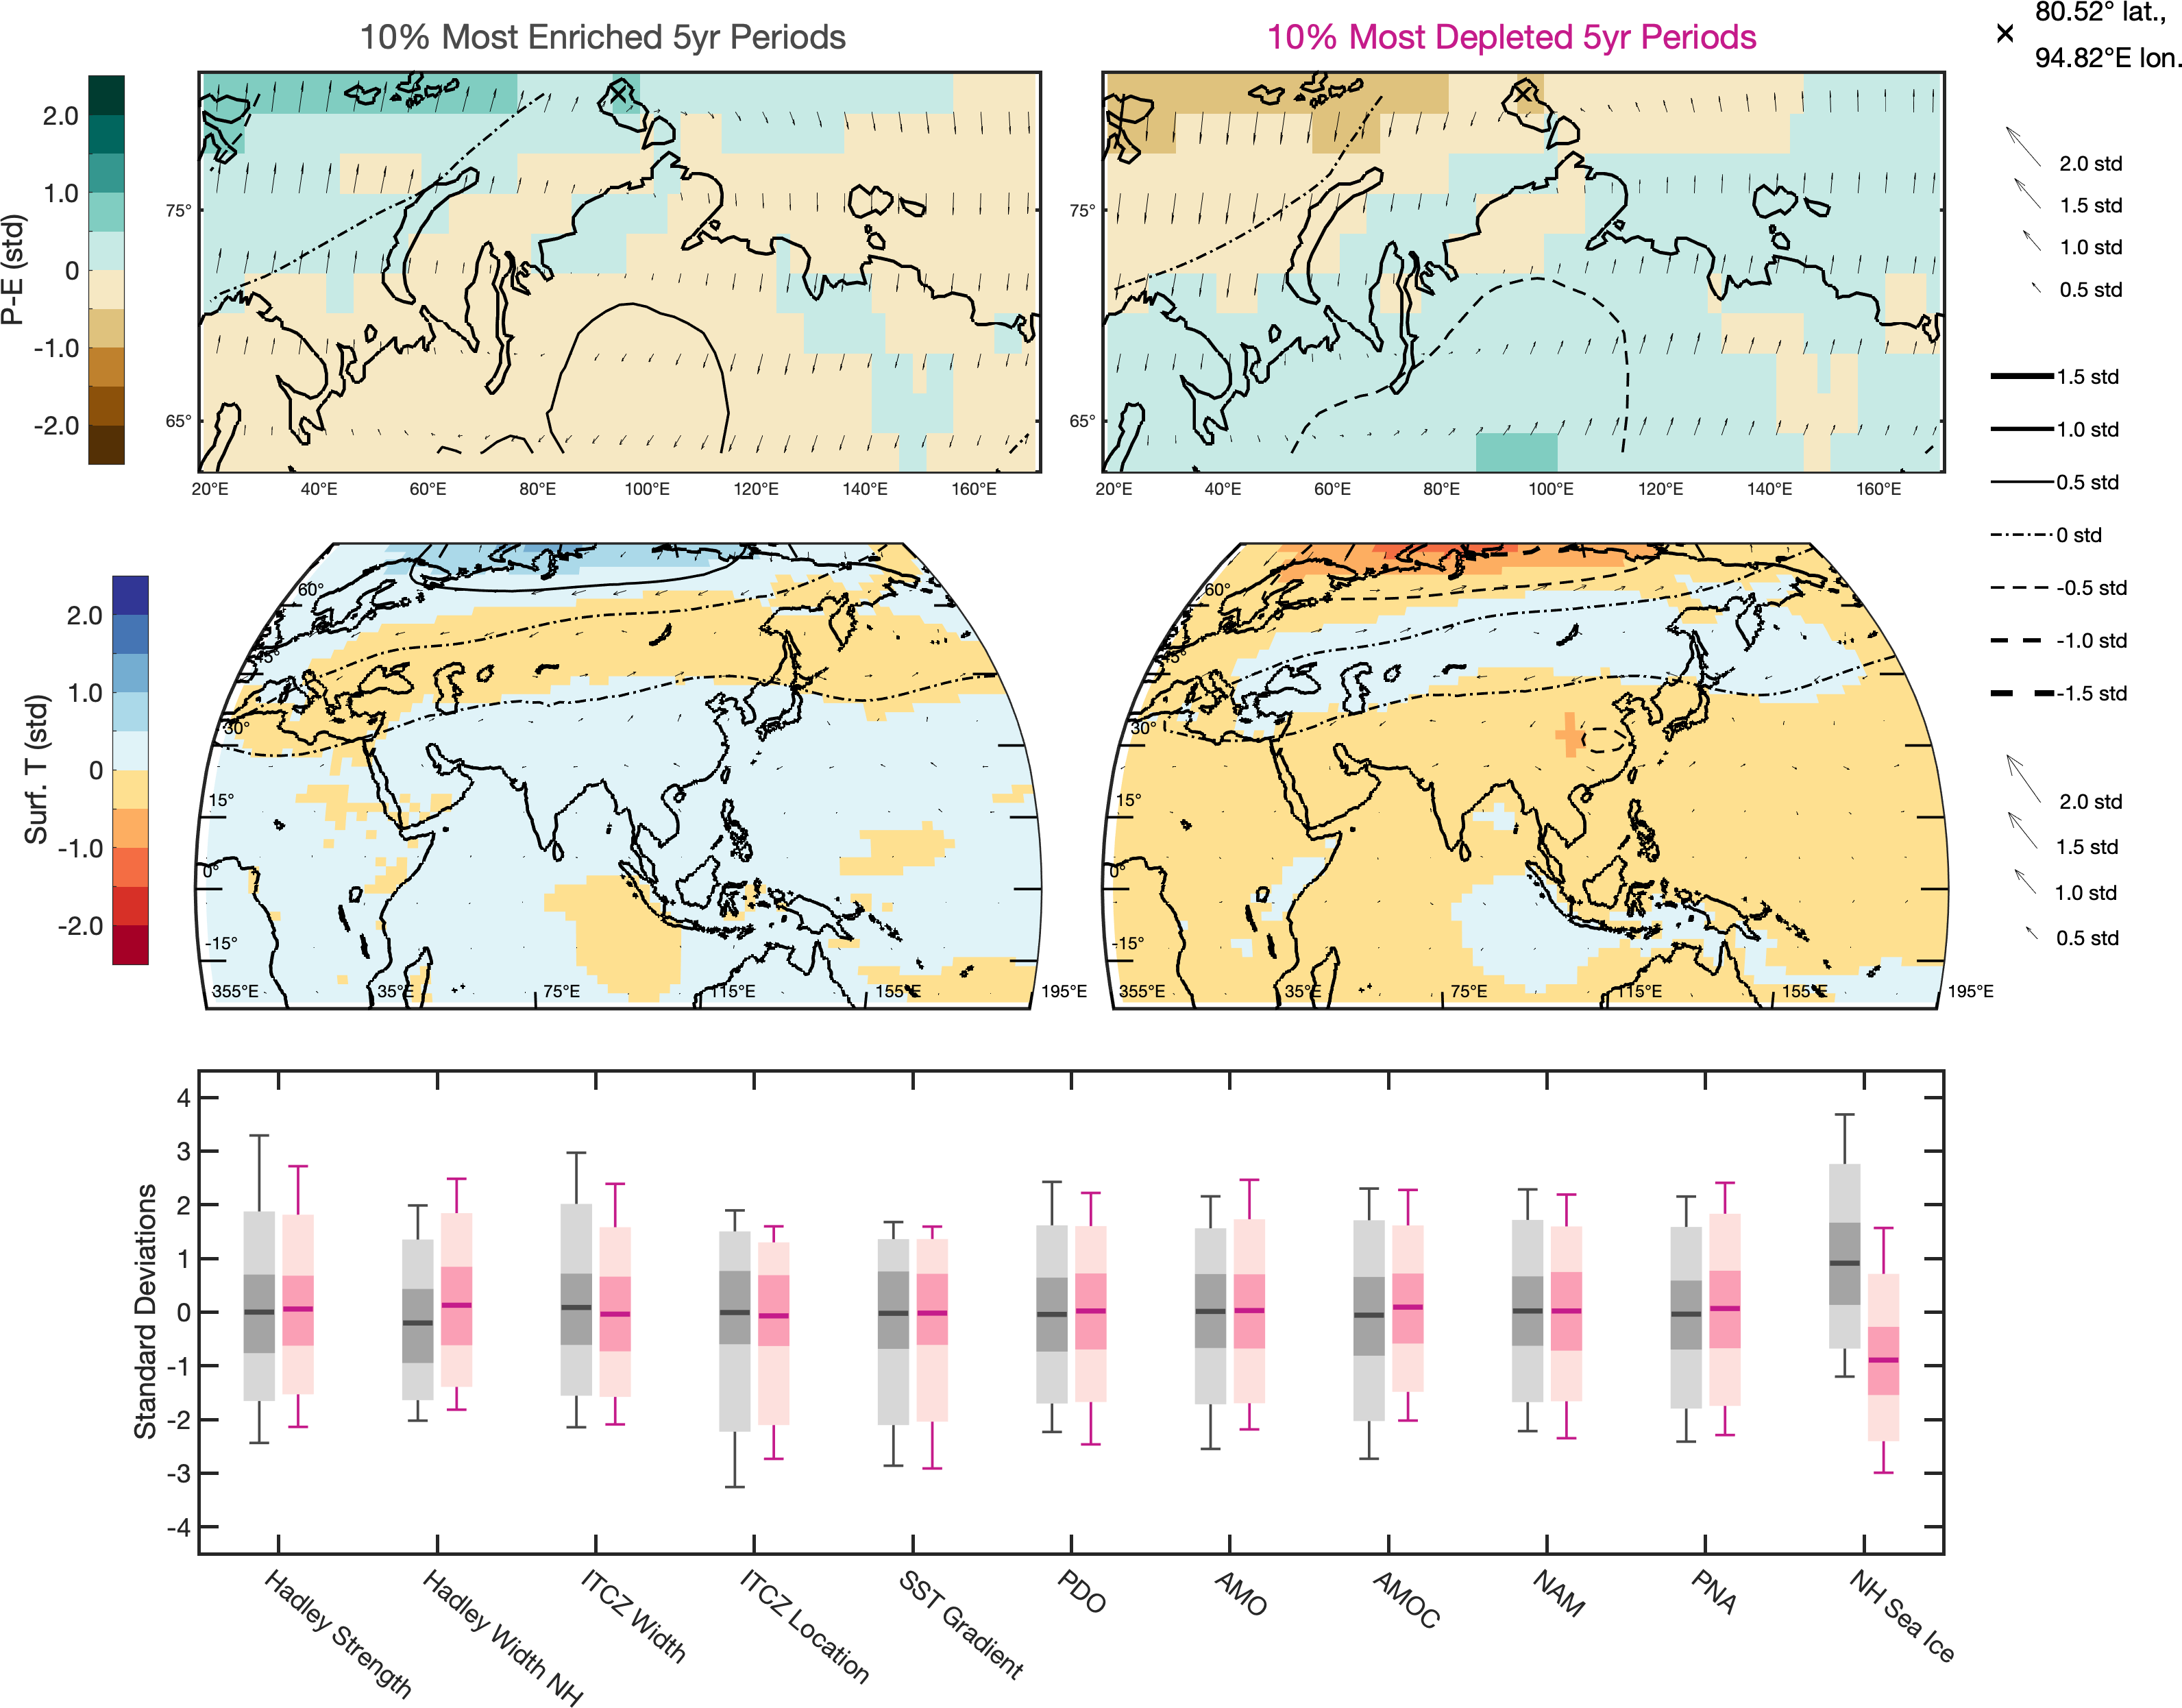 10% Most Enriched 5yr Periods
10% Most Depleted 5yr Periods
80.52° lat.,
94.82°E lon.
P-E (std)
2.0
1.0
0
-1.0
-2.0
75°
65°
20°E 40°E 60°E 80°E 100°E 120°E 140°E 160°E
75°
65°
20°E 40°E 60°E 80°E 100°E 120°E 140°E 160°E
2.0 std
1.5 std
1.0 std
0.5 std
1.5 std
1.0 std
0.5 std
0 std
-0.5 std
-1.0 std
-1.5 std
Surf. T (std)
2.0
1.0
0
-1.0
-2.0
60°
45°
30°
15°
0°
-15°
355°E 35°E 75°E 115°E 155°E 195°E
60°
45°
30°
15°
0°
-15°
355°E 35°E 75°E 115°E 155°E 195°E
2.0 std
1.5 std
1.0 std
0.5 std
Standard Deviations
4
3
2
1
0
-1
-2
-3
-4
Hadley Strength
Hadley Width NH
ITCZ Width
ITCZ Location
SST Gradient
PDO
AMO
AMOC
NAM
PNA
NH Sea Ice